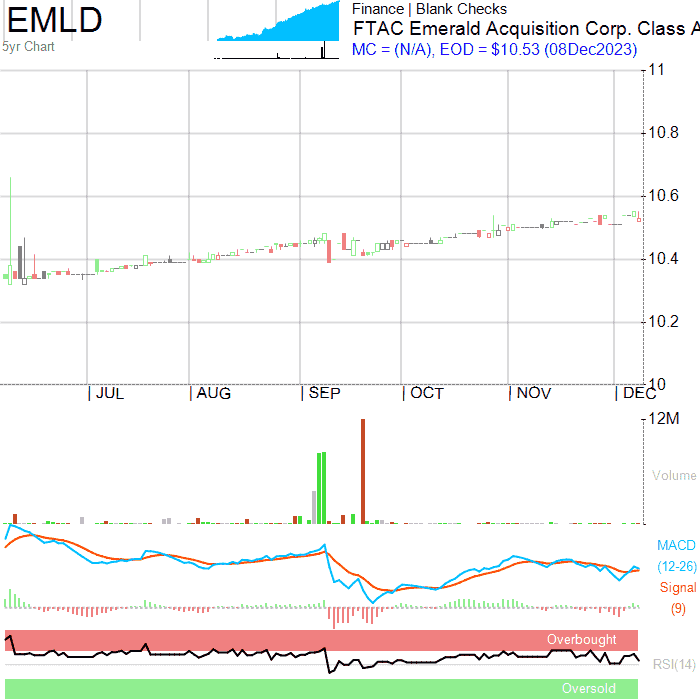 EMLD
5yr Chart
Finance | Blank Checks
FTAC Emerald Acquisition Corp. Class A
MC = (N/A), EOD = $10.53 (08Dec2023)
11
10.8
10.6
10.4
10.2
10
| JUL | AUG | SEP | OCT | NOV | DEC
12M
Volume
MACD
(12-26)
Signal
(9)
Overbought
RSI(14)
Oversold